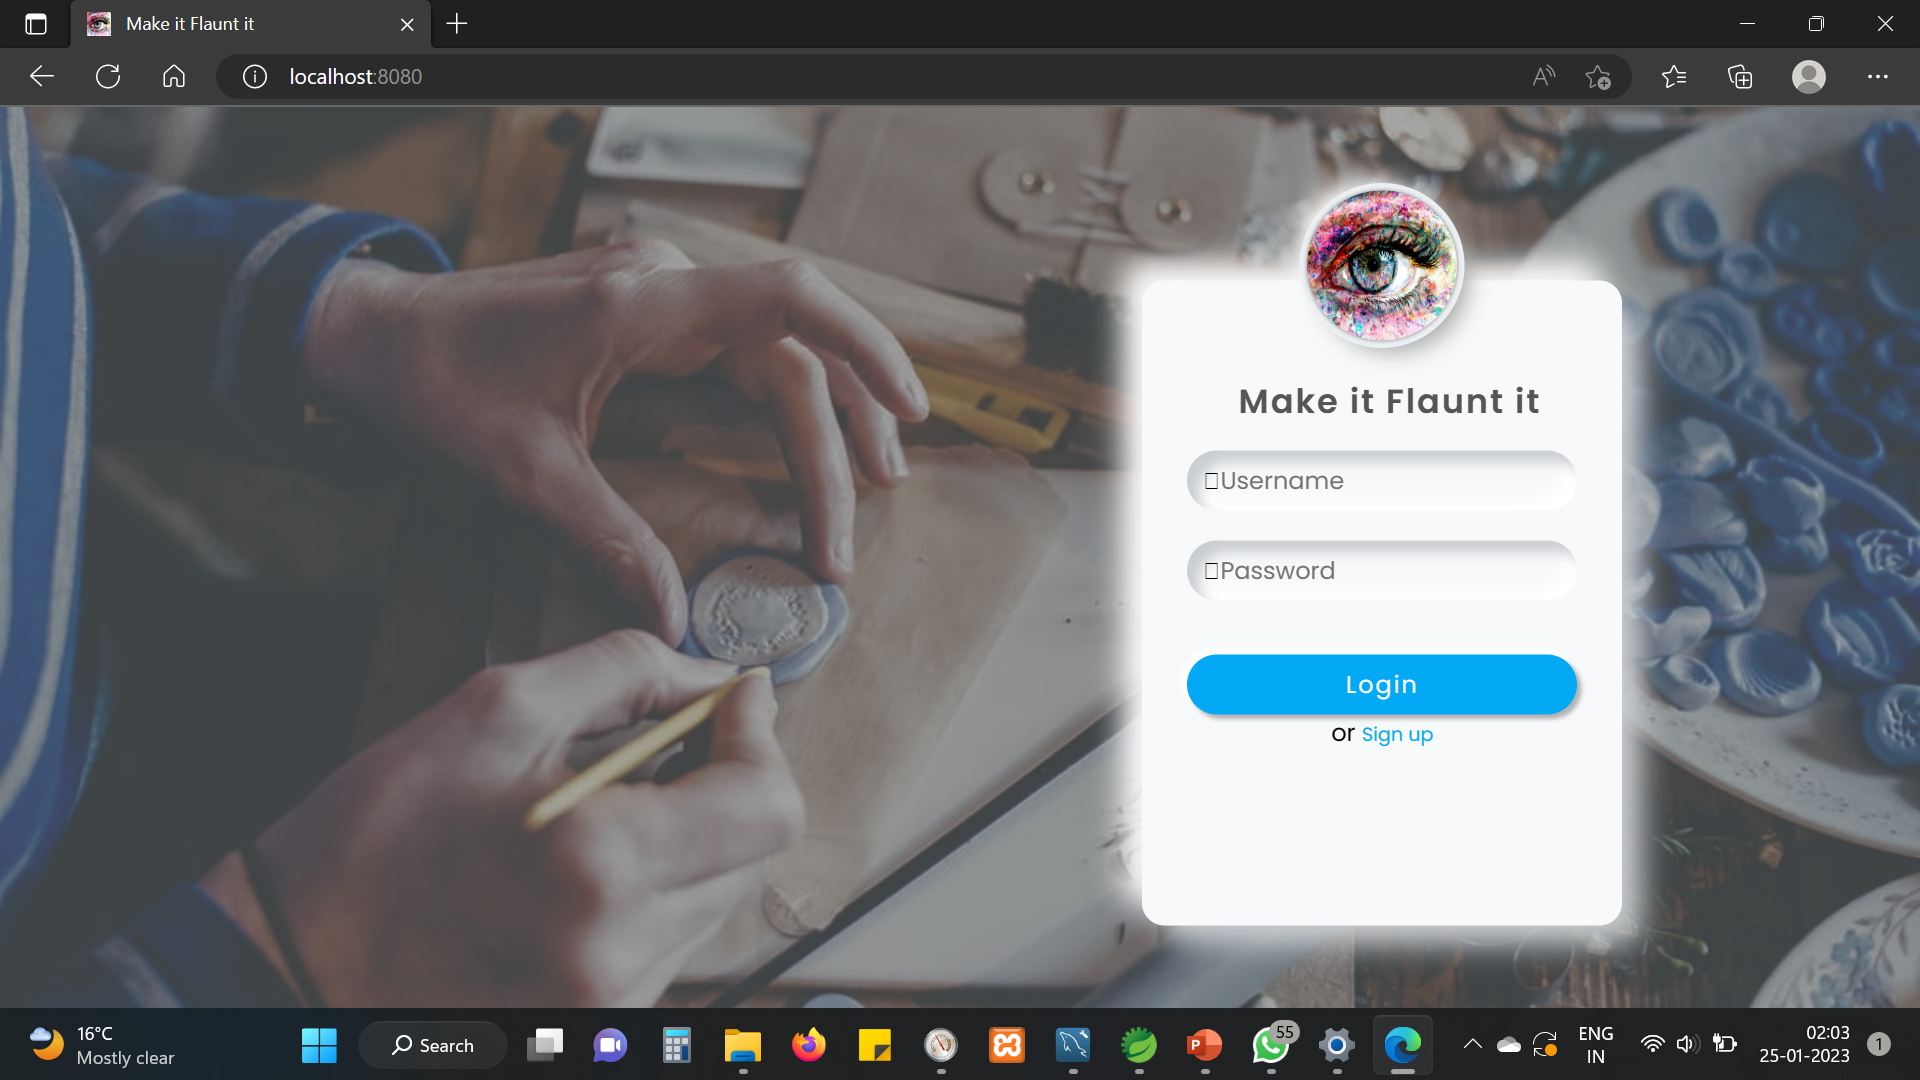 Make it Flaunt it
localhost:8080
Make it Flaunt it
Username
Password
Login
or Sign up
16°C
Mostly clear
Search
55
ENG
IN
02:03
25-01-2023
1